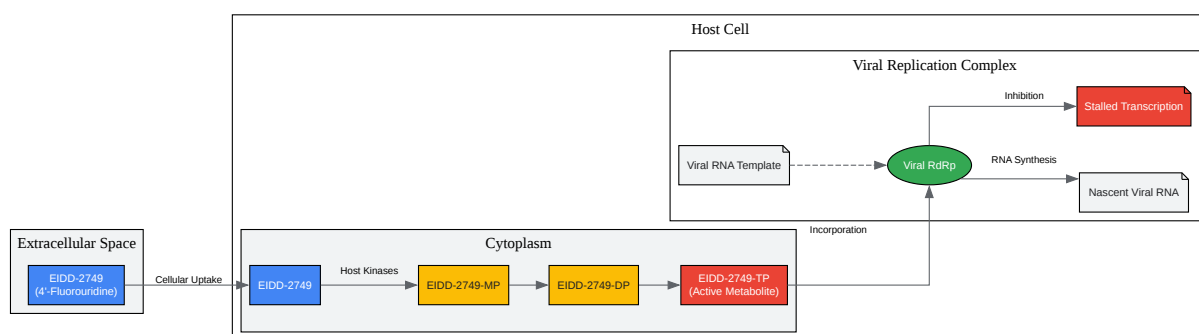 Host Cell
Viral Replication Complex
Inhibition
Stalled Transcription
Viral RNA Template
Viral RdRp
RNA Synthesis
Nascent Viral RNA
Incorporation
Extracellular Space
EIDD-2749
(4'-Fluorouridine)
Cellular Uptake
Cytoplasm
EIDD-2749
Host Kinases
EIDD-2749-MP
EIDD-2749-DP
EIDD-2749-TP
(Active Metabolite)